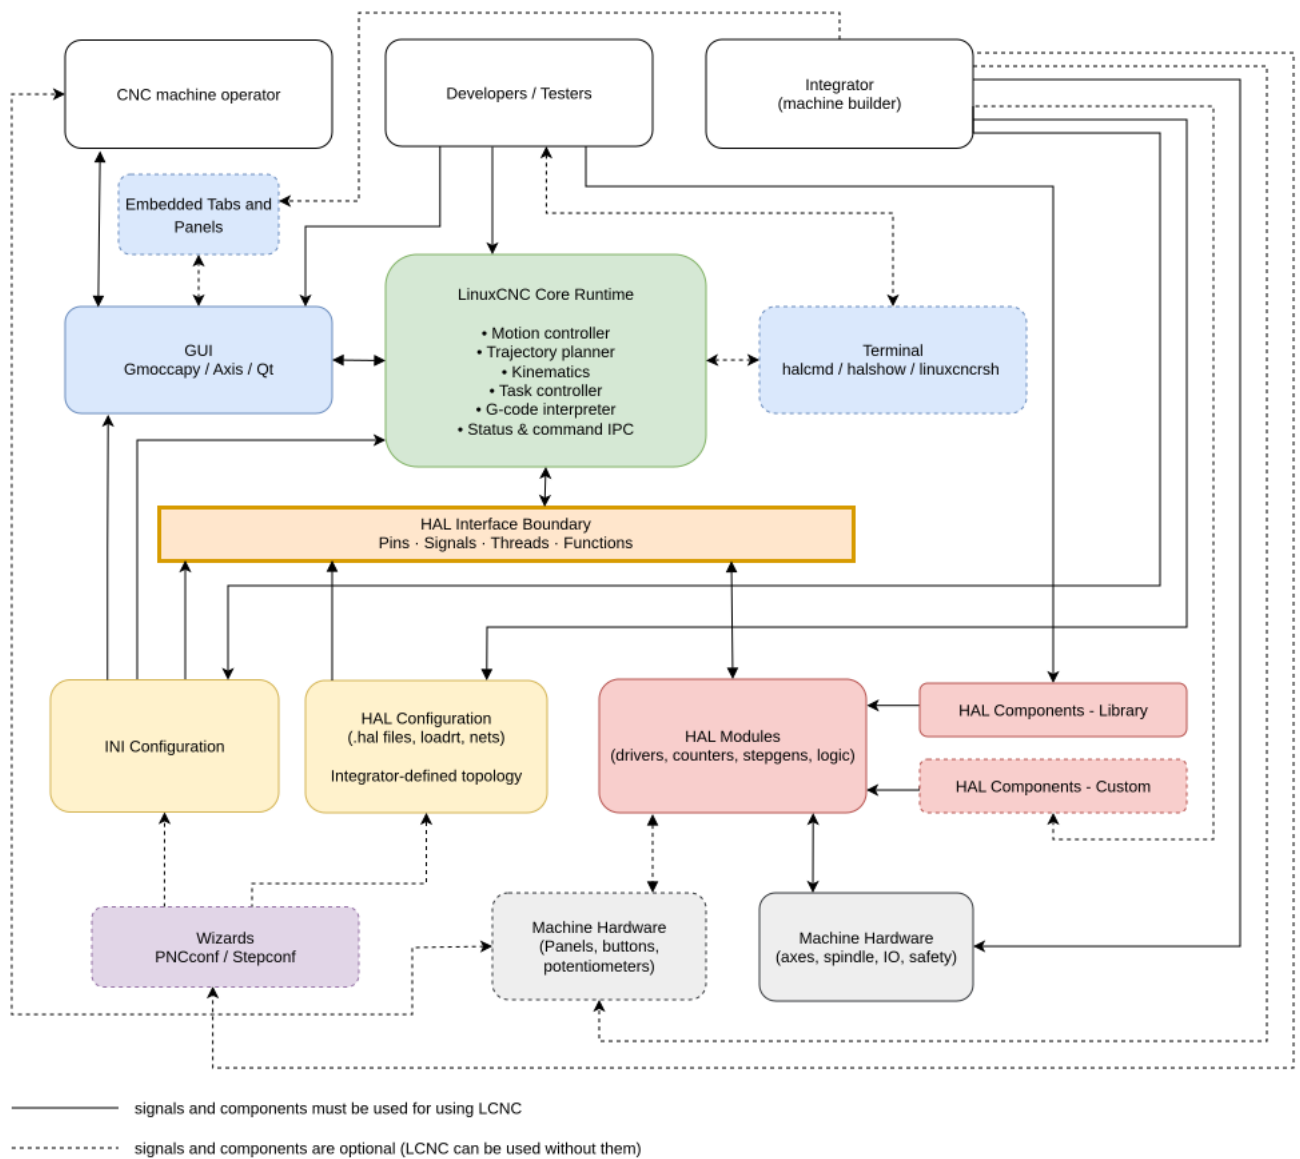 CNC machine operator
Developers / Testers
Integrator
(machine builder)
Embedded Tabs and
Panels
LinuxCNC Core Runtime
• Motion controller
• Trajectory planner
• Kinematics
• Task controller
• G-code interpreter
• Status & command IPC
GUI
Gmoccapy / Axis / Qt
Terminal
halcmd / halshow / linuxcncrsh
HAL Interface Boundary
Pins · Signals · Threads · Functions
INI Configuration
HAL Configuration
(.hal files, loadrt, nets)
Integrator-defined topology
HAL Modules
(drivers, counters, stepgens, logic)
HAL Components - Library
HAL Components - Custom
Wizards
PNCconf / Stepconf
Machine Hardware
(Panels, buttons,
potentiometers)
Machine Hardware
(axes, spindle, IO, safety)
signals and components must be used for using LCNC
signals and components are optional (LCNC can be used without them)